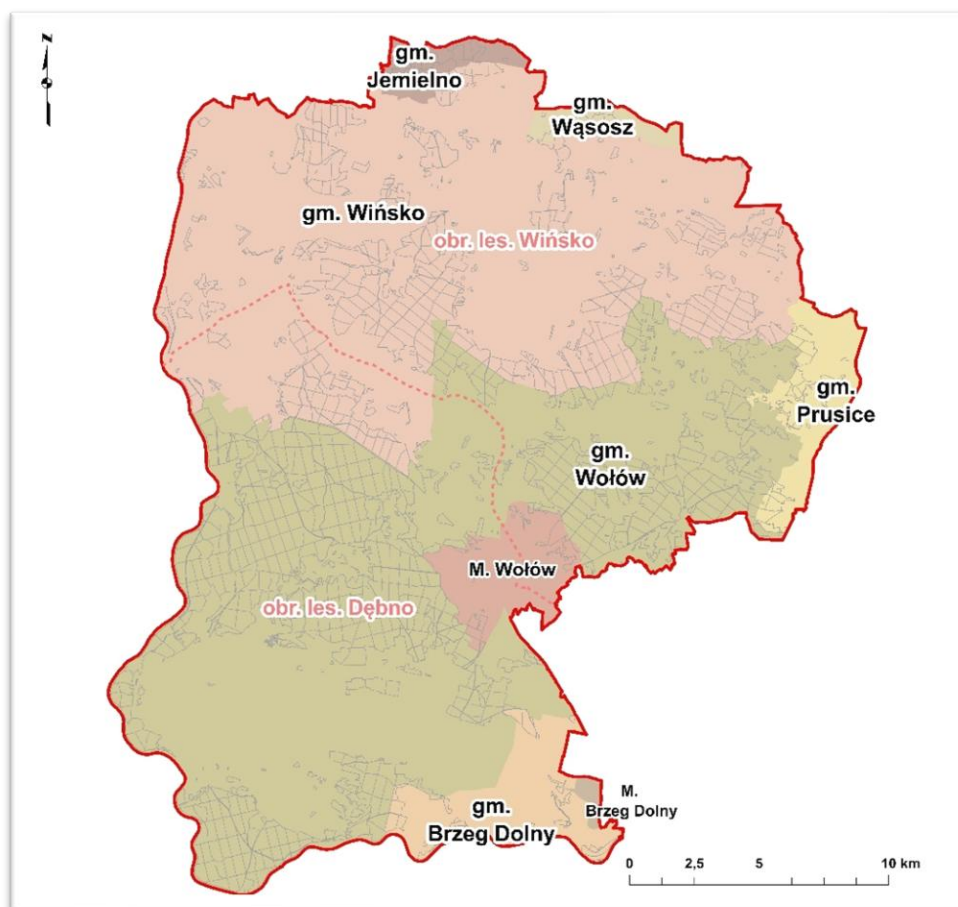 N
gm.
Jemielno
gm.
Wąsosz
gm. Wińsko
obr. les. Wińsko
gm.
Prusice
gm.
Wołów
M. Wołów
obr. les. Dębno
M.
Brzeg Dolny
gm.
Brzeg Dolny
0 2,5 5 10 km